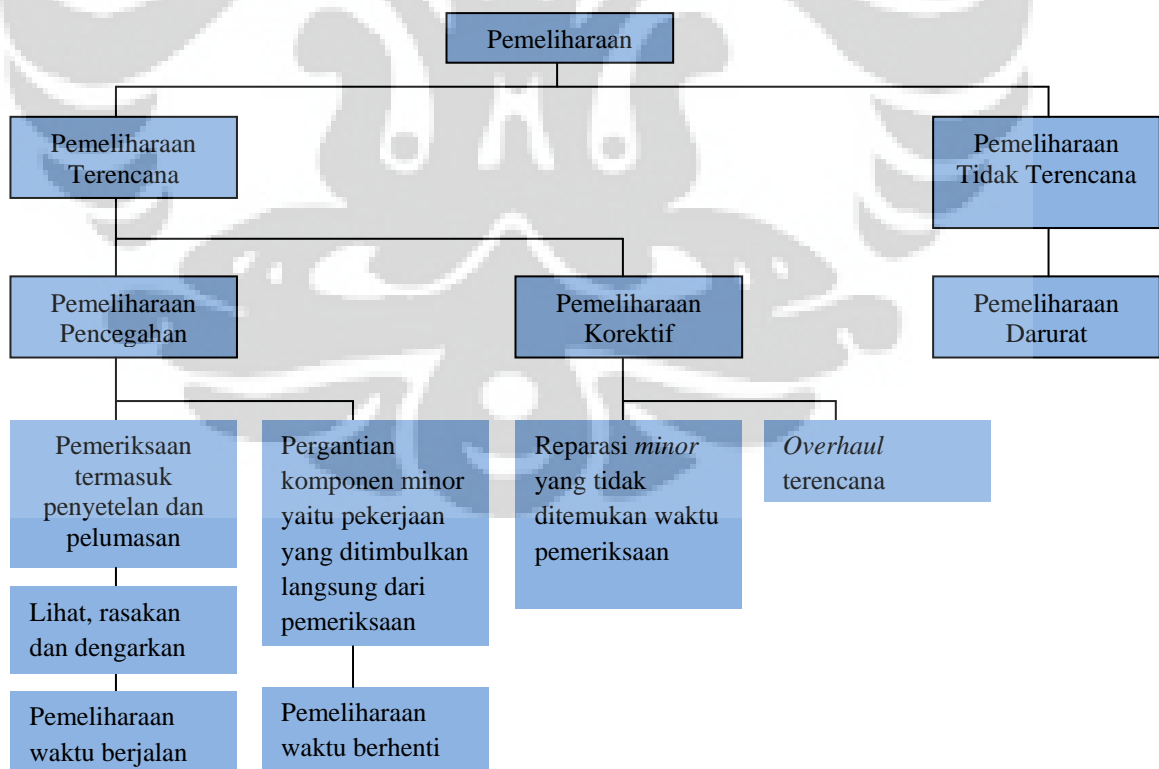 Pemeliharaan
Pemeliharaan
Terencana
Pemeliharaan
Tidak Terencana
Pemeliharaan
Pencegahan
Pemeliharaan
Korektif
Pemeliharaan
Darurat
Pemeriksaan
termasuk
penyetelan dan
pelumasan
Pergantian
komponen minor
yaitu pekerjaan
yang ditimbulkan
langsung dari
pemeriksaan
Reparasi minor
yang tidak
ditemukan waktu
pemeriksaan
Overhaul
terencana
Lihat, rasakan
dan dengarkan
Pemeliharaan
waktu berjalan
Pemeliharaan
waktu berhenti